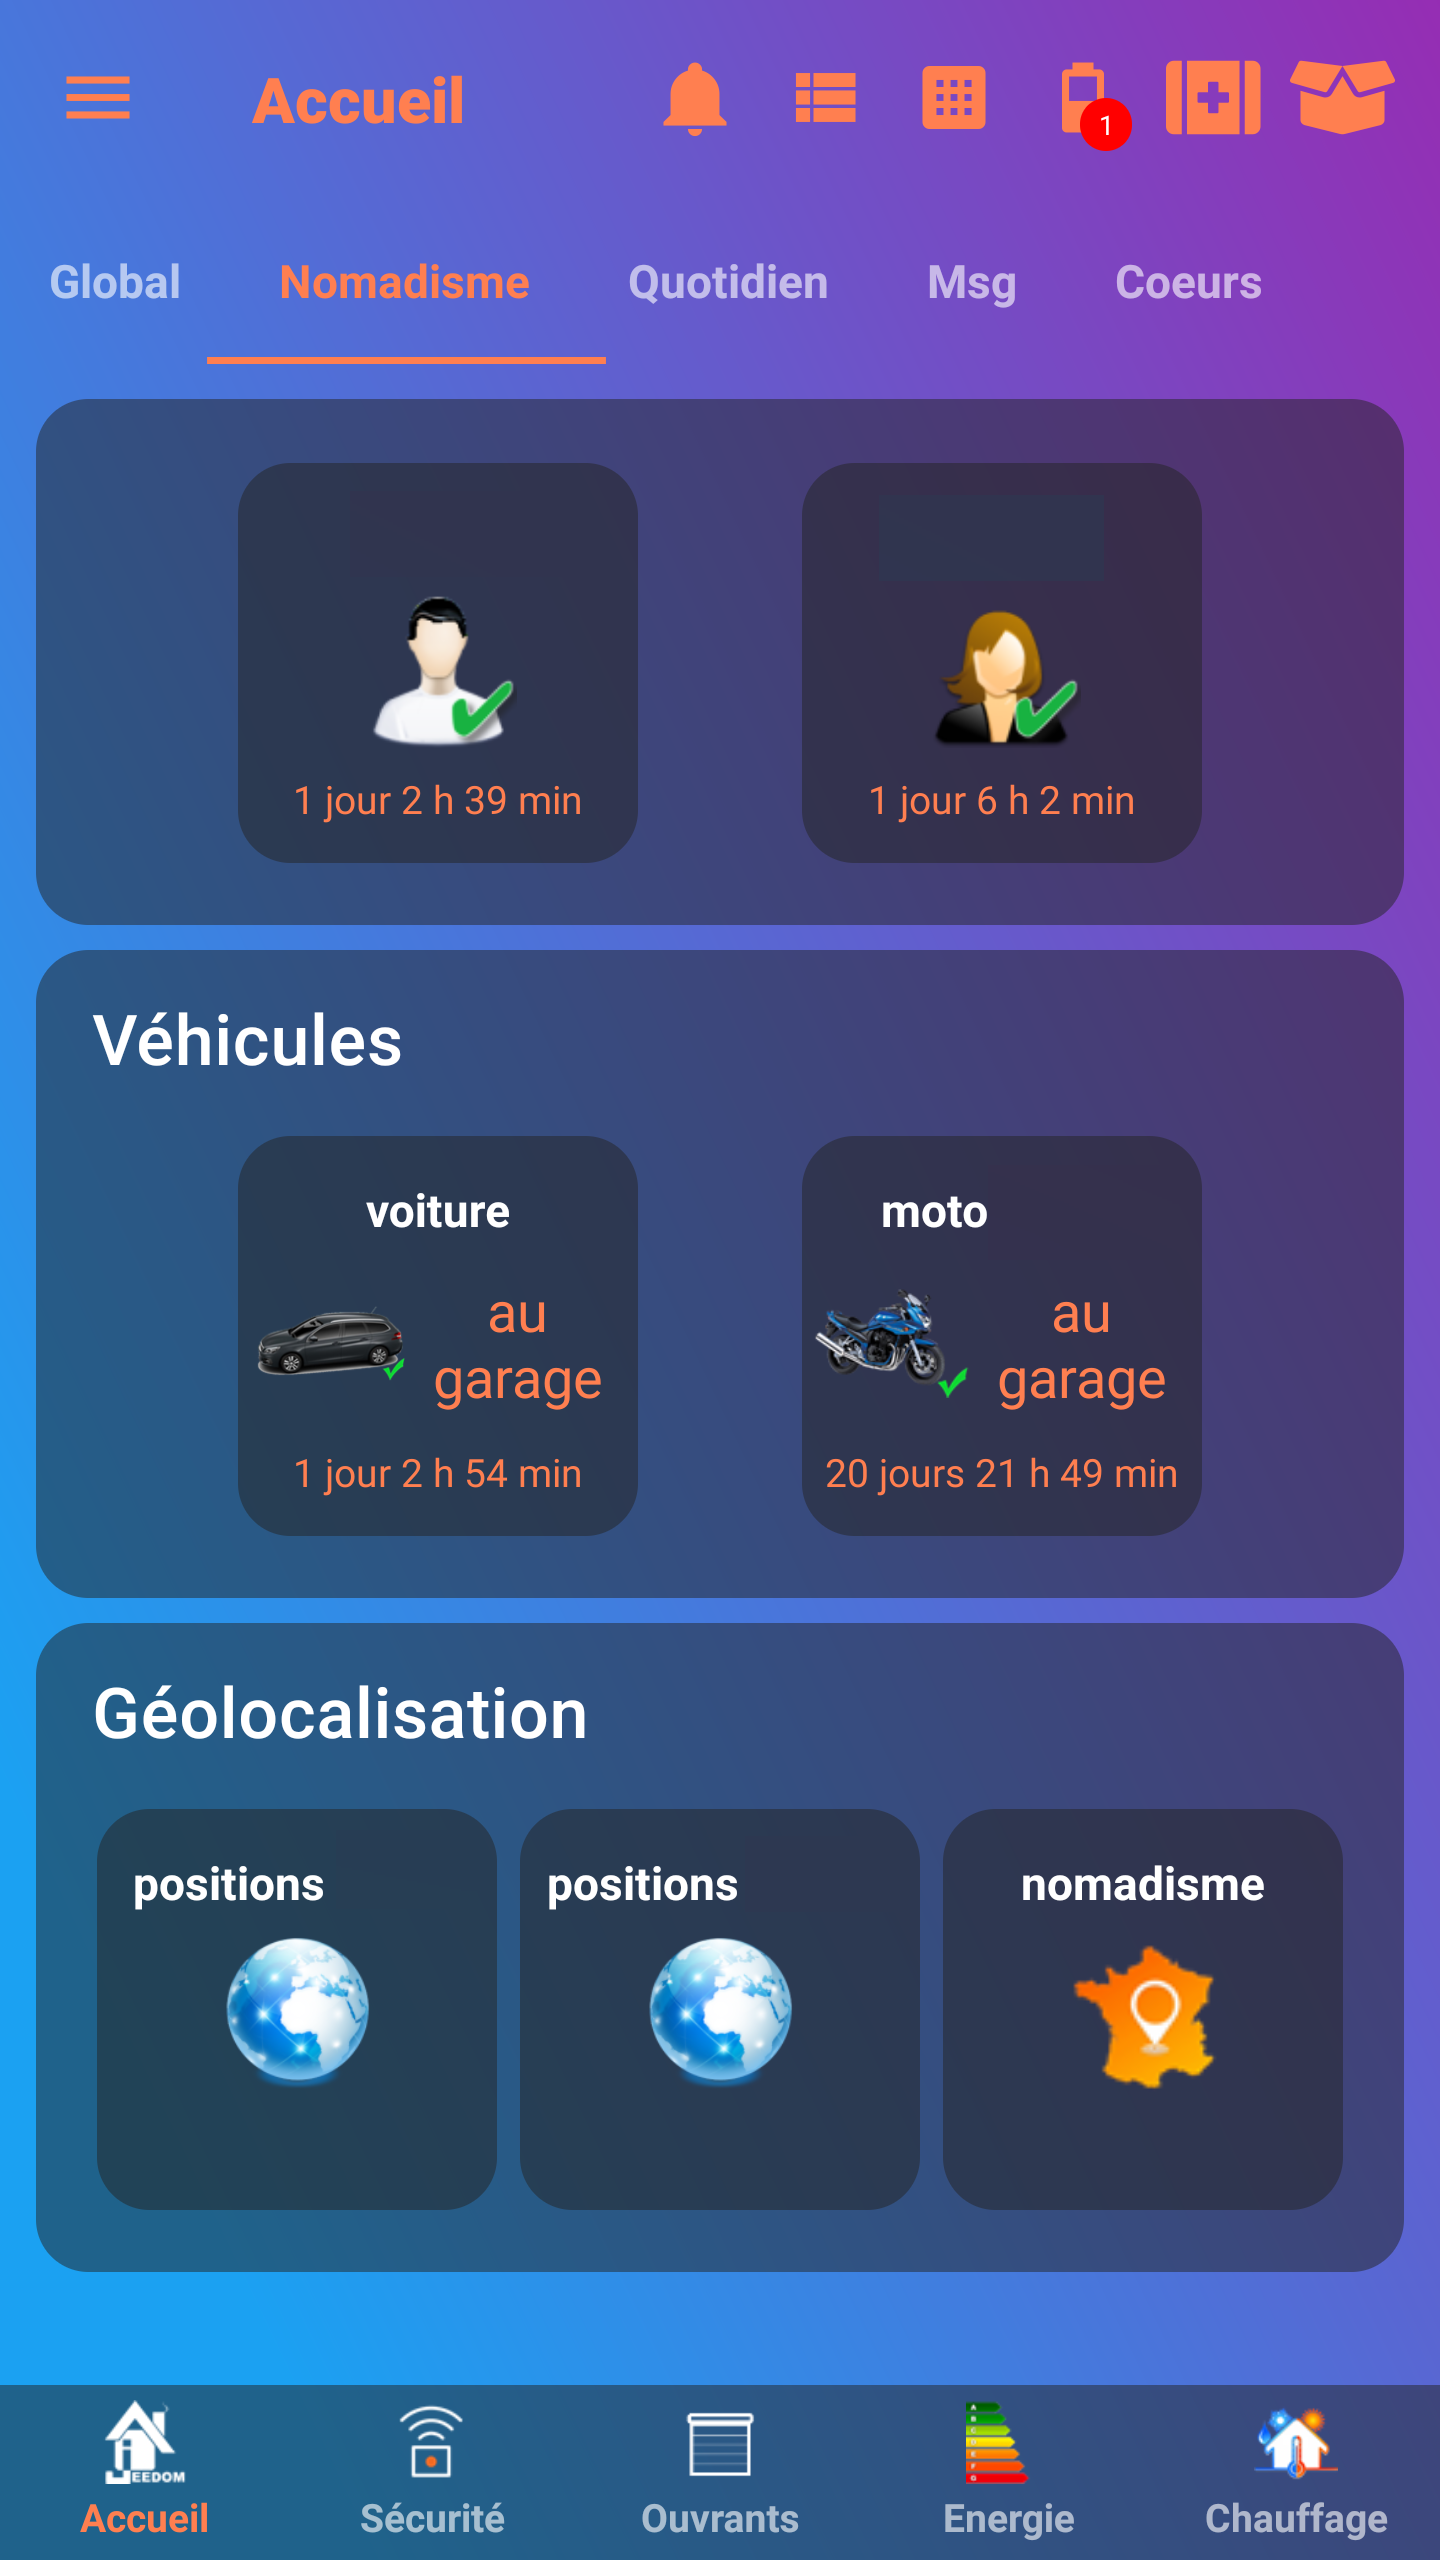 Accueil
1
Global Nomadisme Quotidien Msg Coeurs
1 jour 2 h 39 min 1 jour 6 h 2 min
Véhicules
voiture moto
au au
garage garage
1 jour 2 h 54 min 20 jours 21 h 49 min
Géolocalisation
positions positions nomadisme
JEEDOM
Accueil Sécurité Ouvrants Energie Chauffage